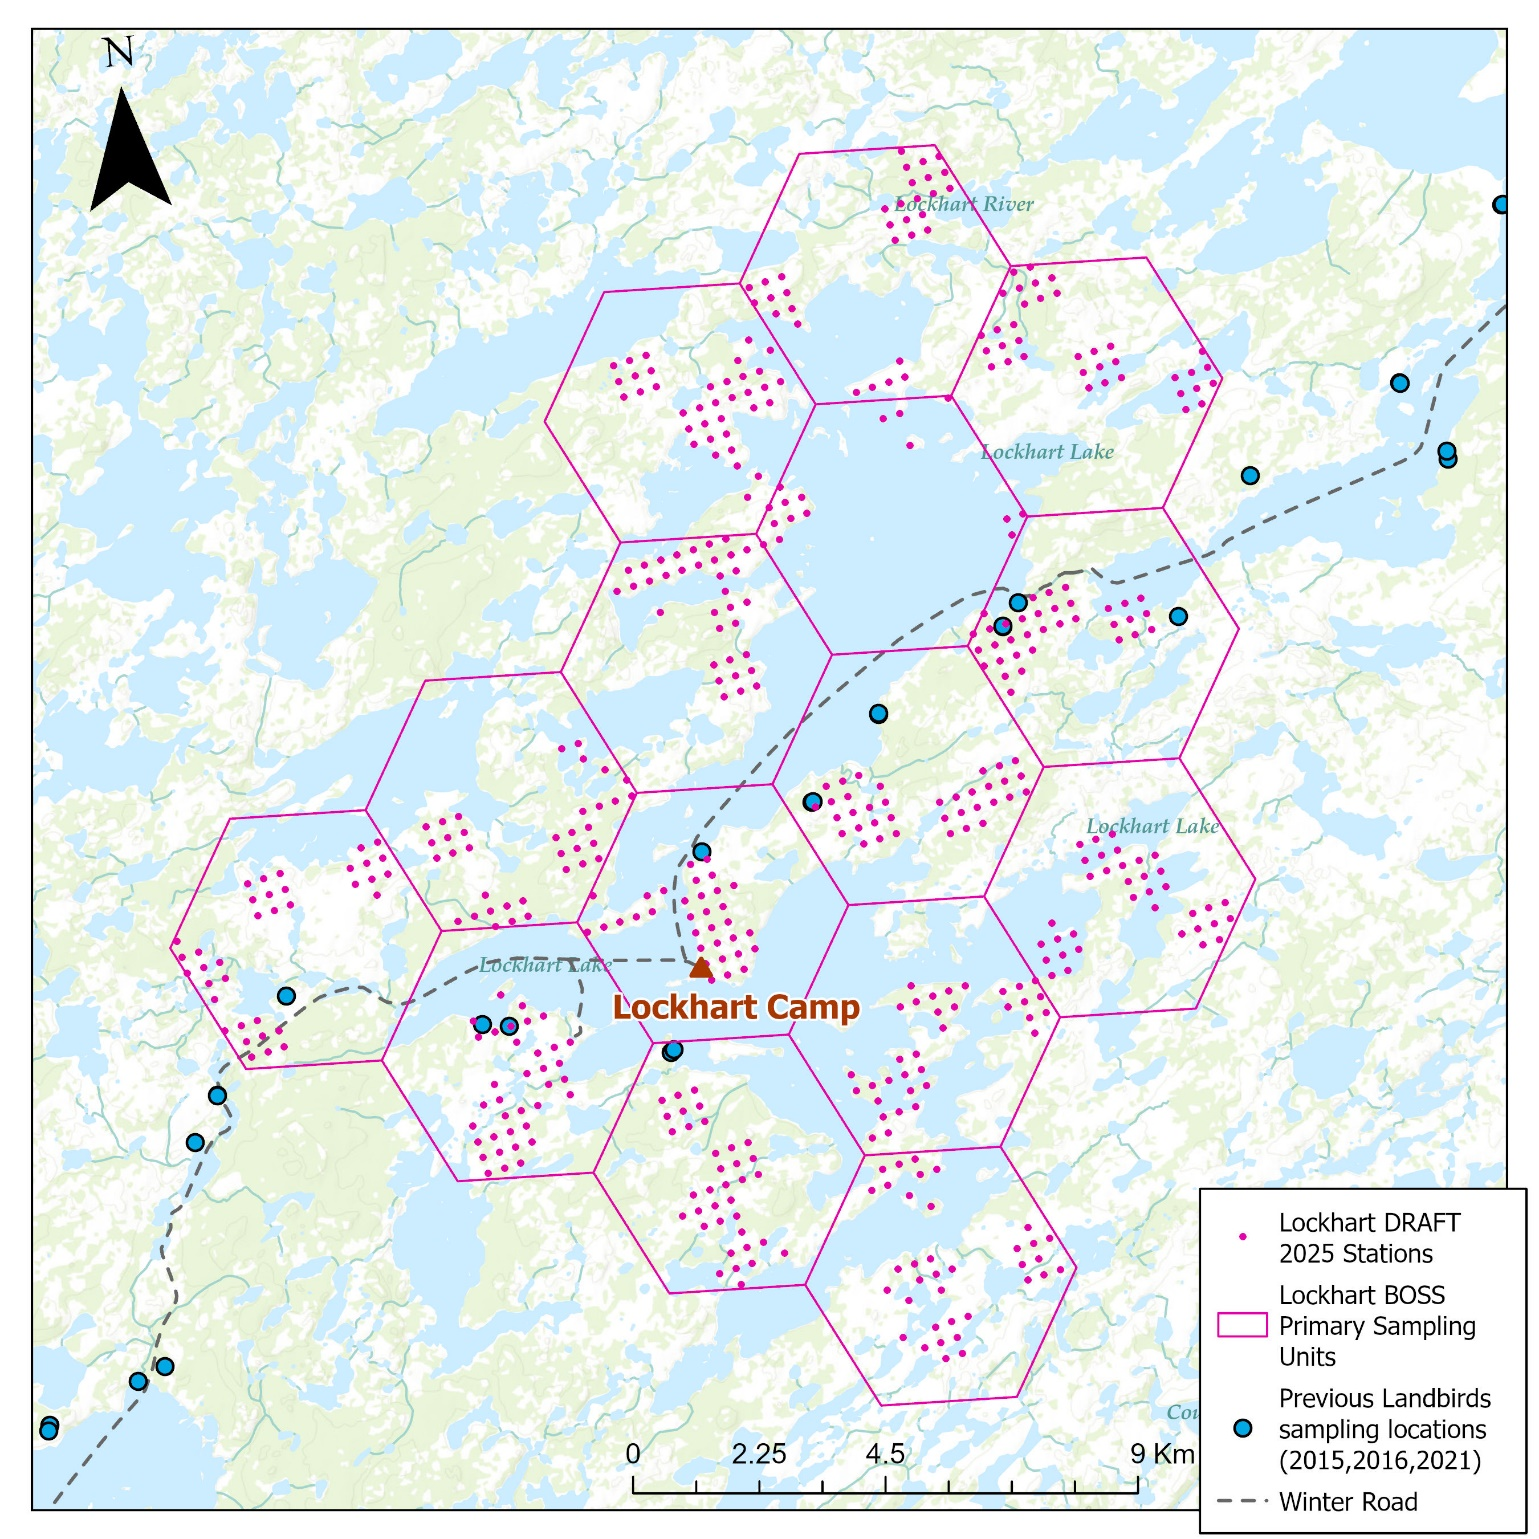 N
Lockhart River
Lockhart Lake
Lockhart Lake
Lockhart Lake
Lockhart Camp
Lockhart DRAFT
2025 Stations
Lockhart BOSS
Primary Sampling
Units
Previous Landbirds
sampling locations
(2015,2016,2021)
Winter Road
Cou
0 2.25 4.5 9 Km